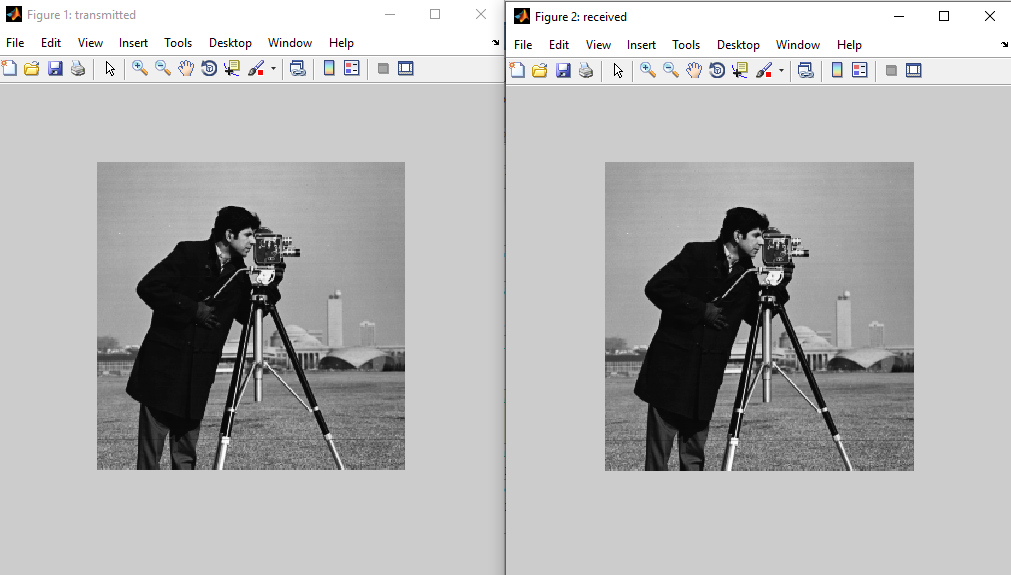 Figure 1: transmitted
File Edit View Insert Tools Desktop Window Help
Figure 2: received
File Edit View Insert Tools Desktop Window Help